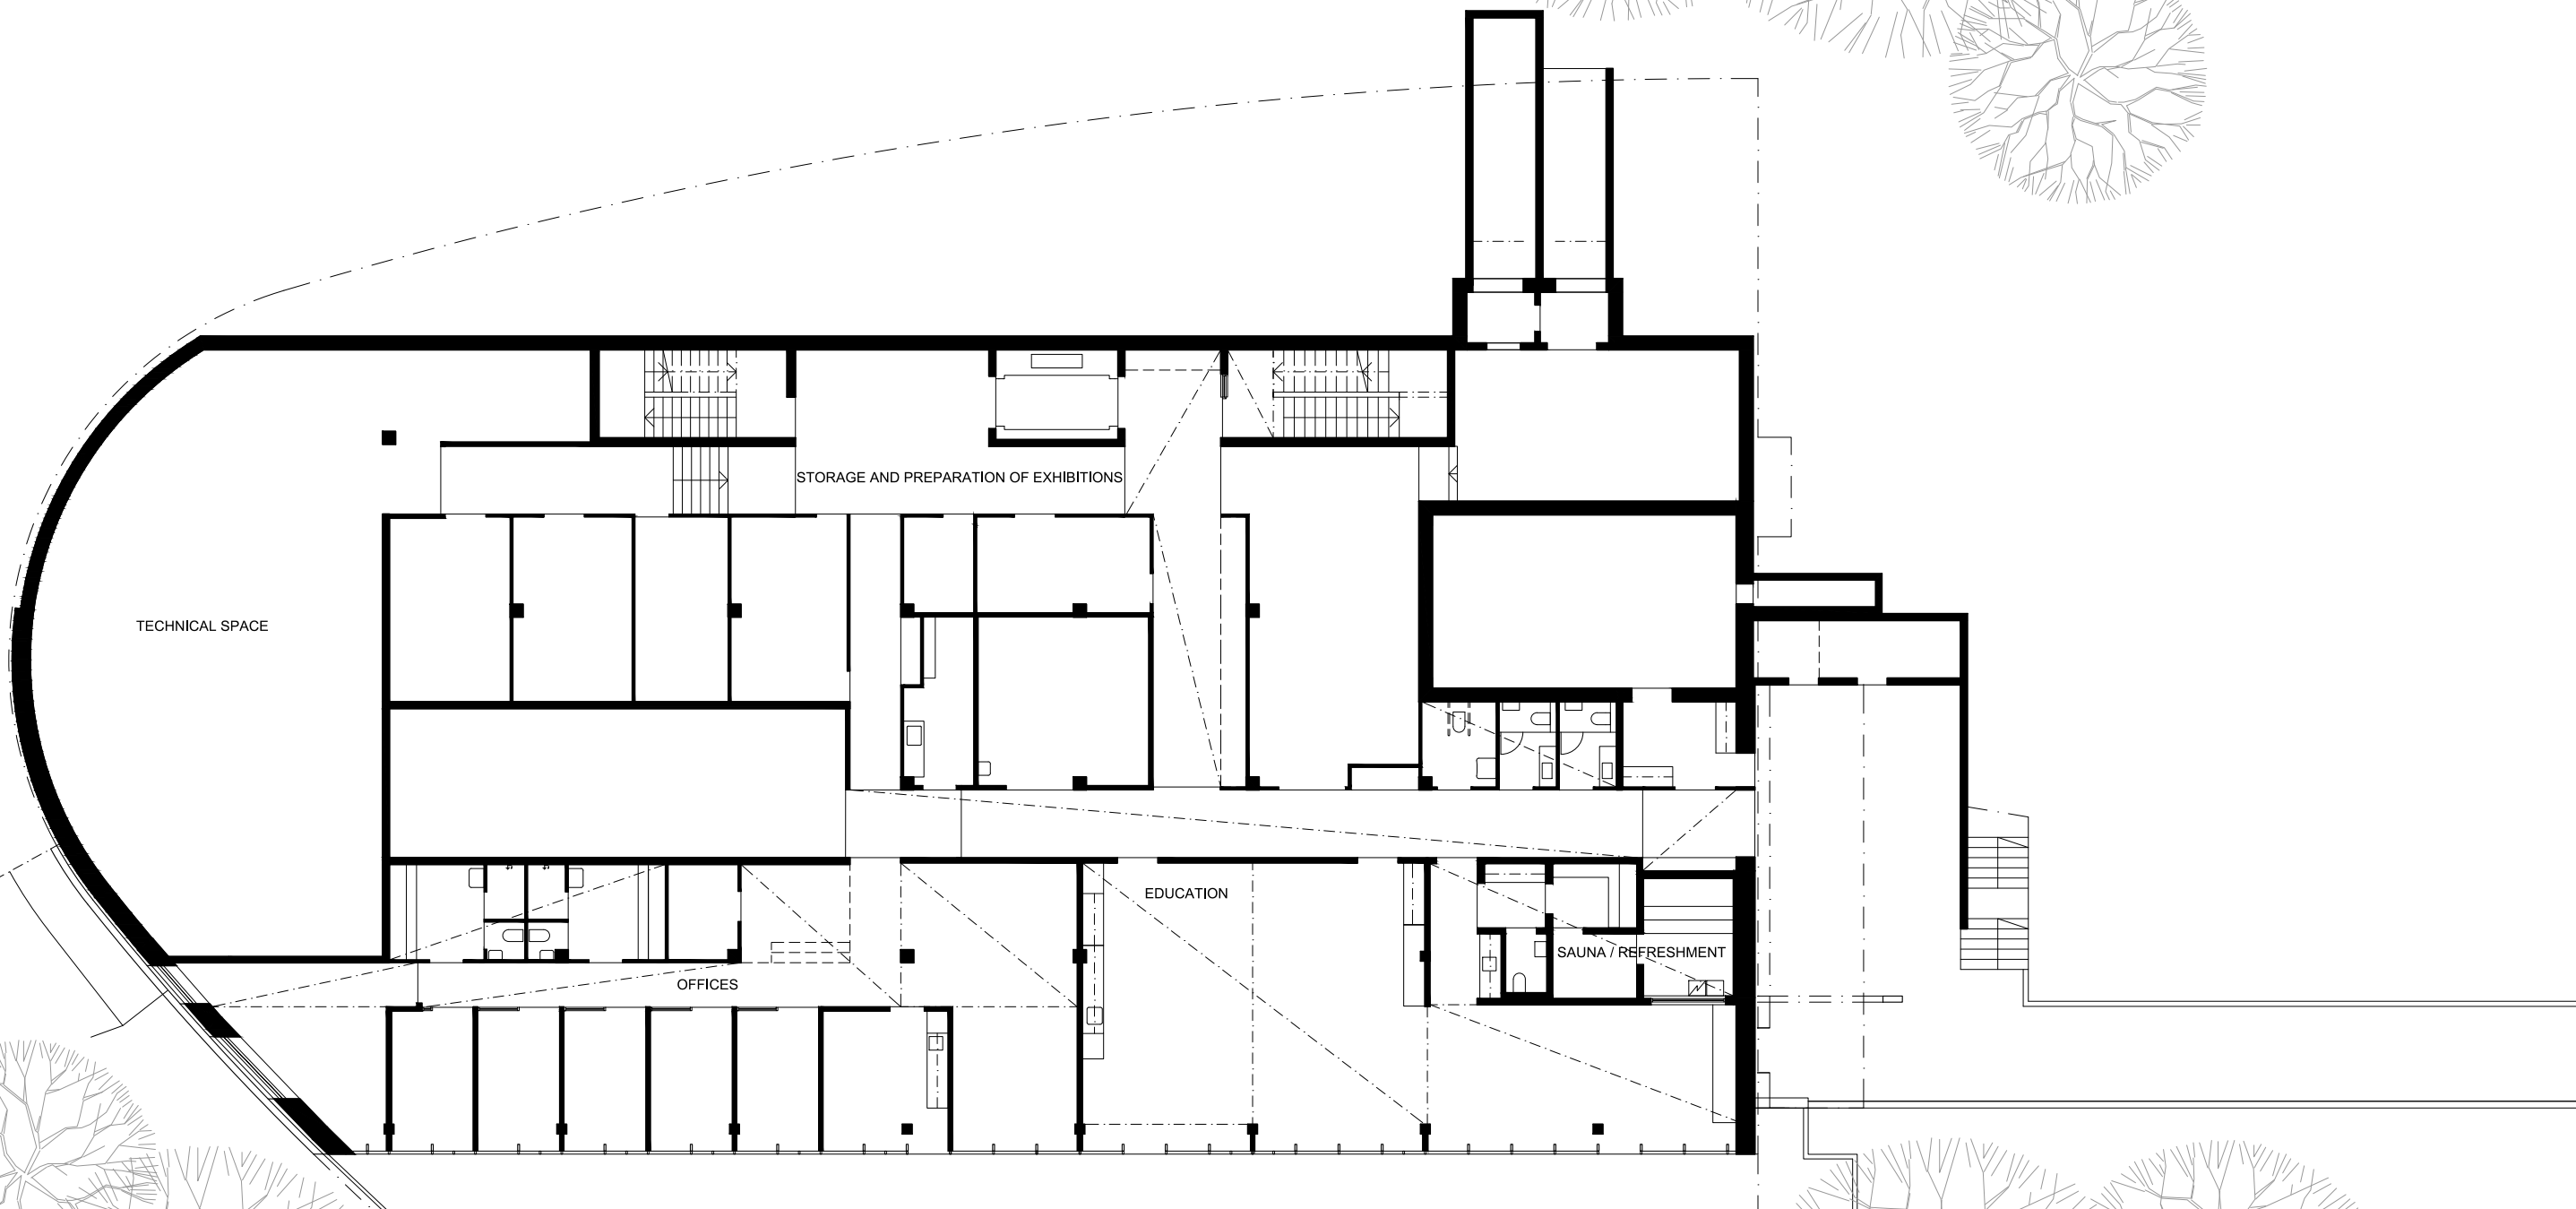 STORAGE AND PREPARATION OF EXHIBITIONS
TECHNICAL SPACE
EDUCATION
SAUNA / REFRESHMENT
OFFICES